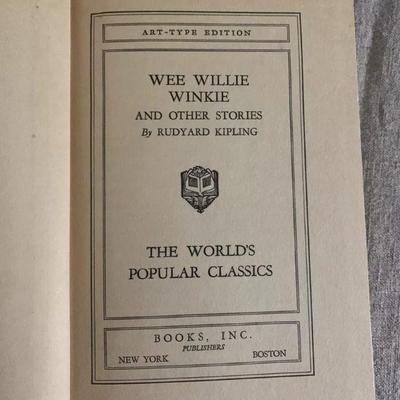 ART-TYPE EDITION
WEE WILLIE
WINKIE
AND OTHER STORIES
By RUDYARD KIPLING
THE WORLD'S
POPULAR CLASSICS
BOOKS, INC.
PUBLISHERS
NEW YORK BOSTON